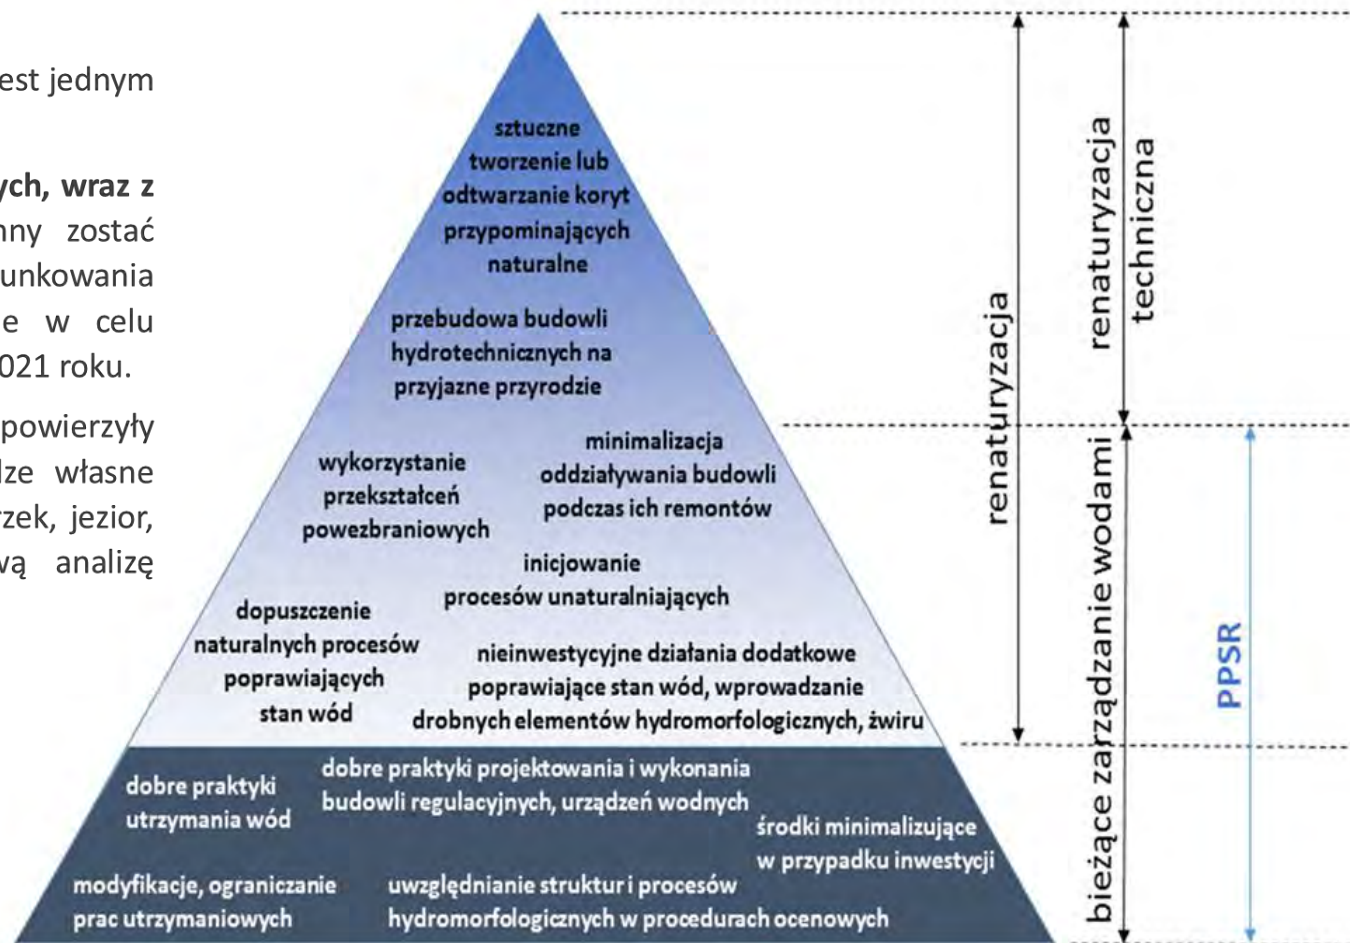 est jednym
ych, wraz z
nny zostać
unkowania
e w celu
021 roku.
powierzyły
lze własne
rzek, jezior,
wą analizę
sztuczne
tworzenie lub
odtwarzanie koryt
przypominających
naturalne
przebudowa budowli
hydrotechnicznych na
przyjazne przyrodzie
wykorzystanie
przekształceń
powezbraniowych
minimalizacja
oddziaływania budowli
podczas ich remontów
inicjowanie
procesów unaturalniających
dopuszczenie
naturalnych procesów
poprawiających
stan wód
nieinwestycyjne działania dodatkowe
poprawiające stan wód, wprowadzanie
drobnych elementów hydromorfologicznych, żwiru
dobre praktyki
utrzymania wód
dobre praktyki projektowania i wykonania
budowli regulacyjnych, urządzeń wodnych
środki minimalizujące
w przypadku inwestycji
modyfikacje, ograniczanie
prac utrzymaniowych
uwzględnianie struktur i procesów
hydromorfologicznych w procedurach ocenowych
renaturyzacja
renaturyzacja
techniczna
bieżące zarządzanie wodami
PPSR